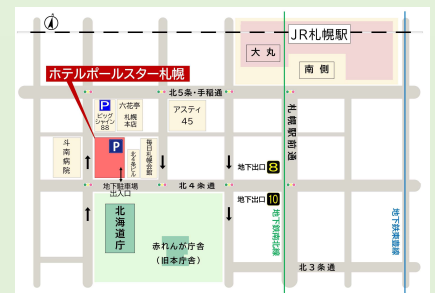 JR札幌駅
大丸
南側
ホテルポールスター札幌
北5条・手稲通
P
ビッグ
シャイン
88
六花亭
札幌
本店
アスティ
45
札幌駅前通
斗南病院
P
北4条ビル
毎日札幌会館
地下出口 8
地下駐車場
出入口
北4条通
地下出口 10
北海道庁
赤れんが庁舎
(旧本庁舎)
地下鉄南北線
地下鉄東豊線
北3条通